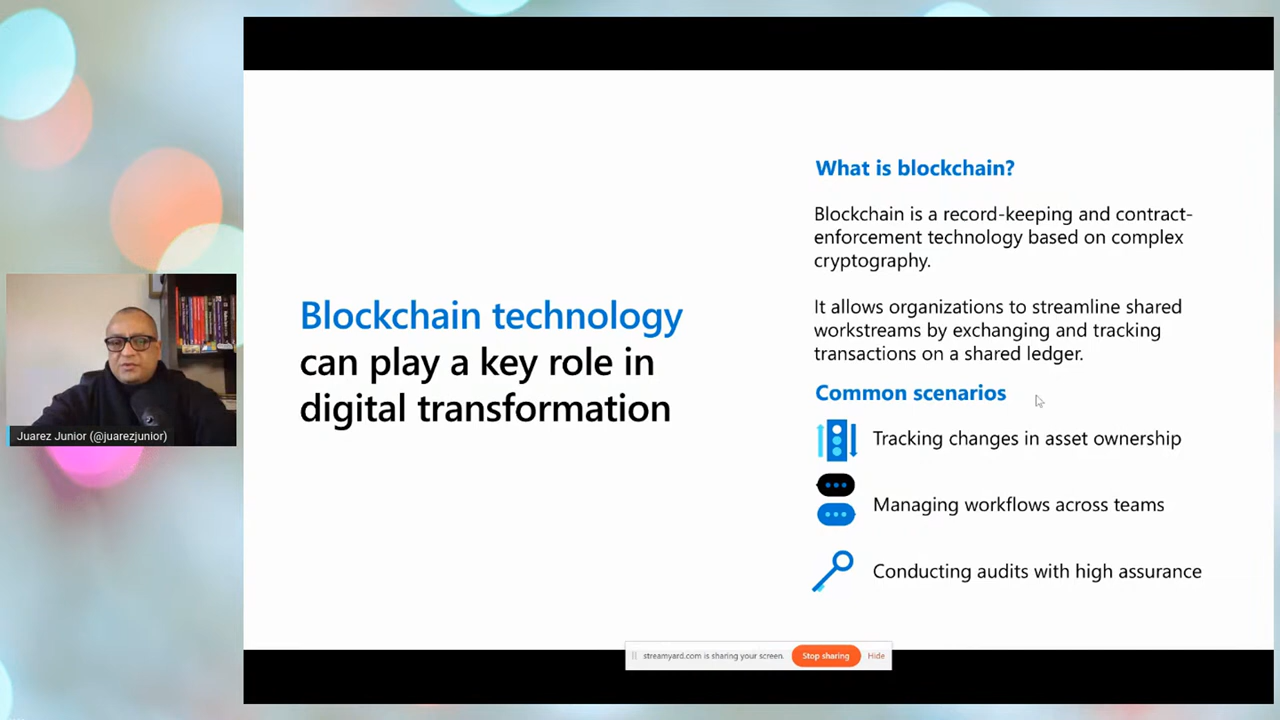 Blockchain technology
can play a key role in
digital transformation
What is blockchain?
Blockchain is a record-keeping and contract-
enforcement technology based on complex
cryptography.
It allows organizations to streamline shared
workstreams by exchanging and tracking
transactions on a shared ledger.
Common scenarios
Tracking changes in asset ownership
Managing workflows across teams
Conducting audits with high assurance
Juarez Junior (@juarezjunior)
streamyard.com is sharing your screen. Stop sharing Hide